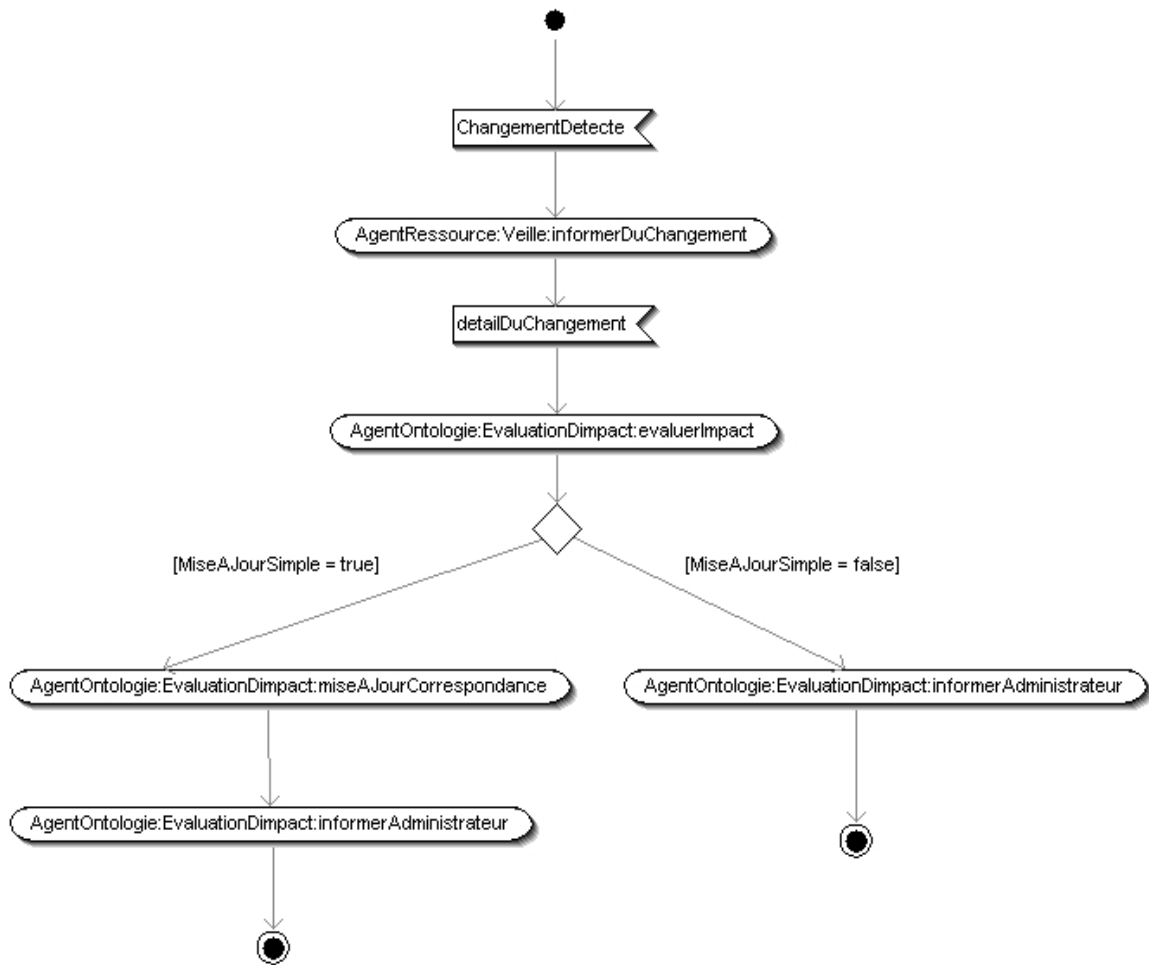 ChangementDetecte
AgentRessource:Veille:informerDuChangement
detailDuChangement
AgentOntologie:EvaluationDimpact:evaluerImpact
[MiseAJourSimple = true]
[MiseAJourSimple = false]
AgentOntologie:EvaluationDimpact:miseAJourCorrespondance
AgentOntologie:EvaluationDimpact:informerAdministrateur
AgentOntologie:EvaluationDimpact:informerAdministrateur